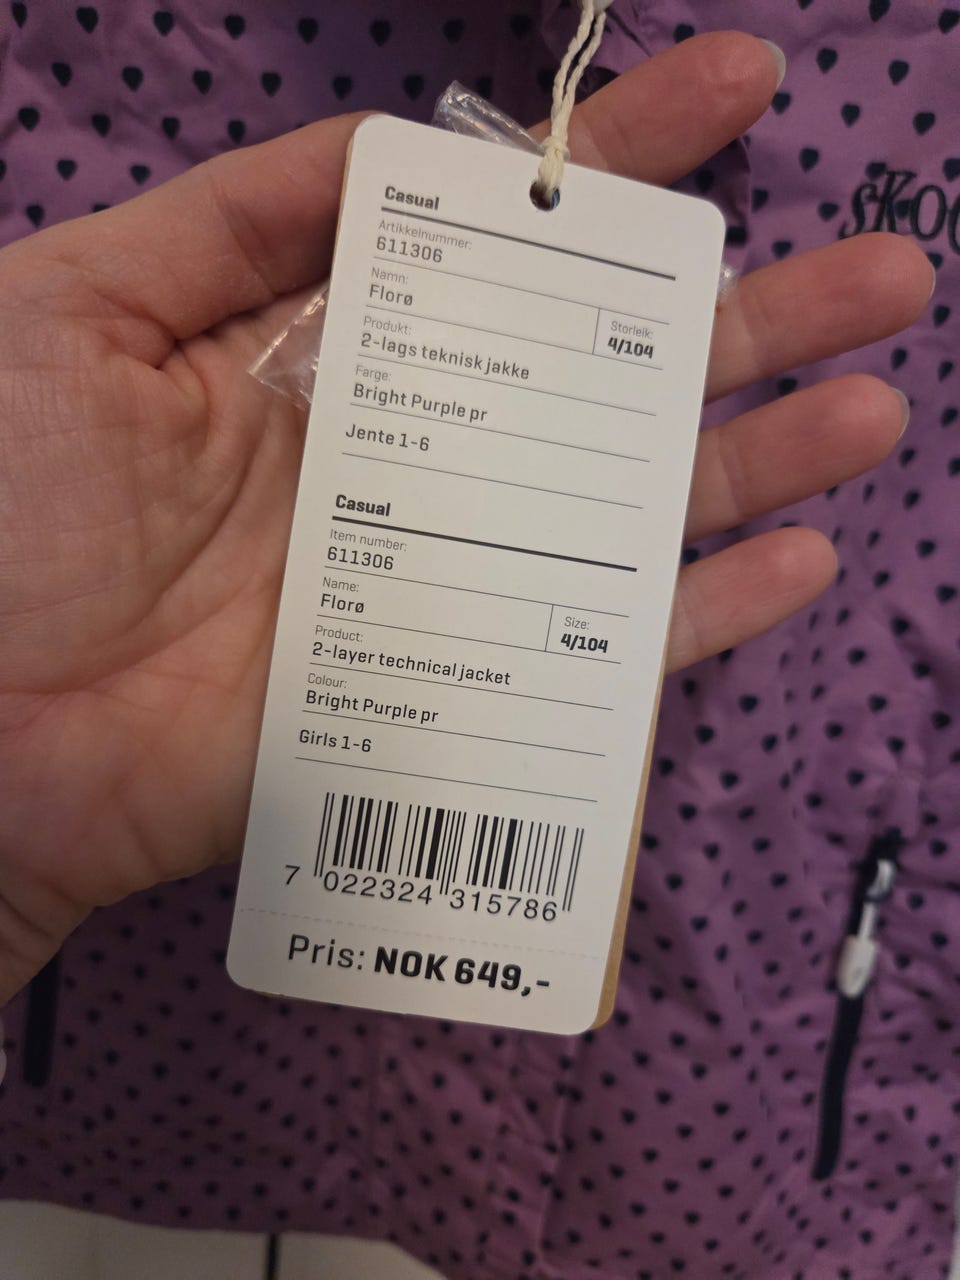 Casual
Artikkelnummer:
611306
Namn:
Florø
Storleik:
4/104
Produkt:
2-lags teknisk jakke
Farge:
Bright Purple pr
Jente 1-6
Casual
Item number:
611306
Name:
Florø
Size:
4/104
Product:
2-layer technical jacket
Colour:
Bright Purple pr
Girls 1-6
7 022324 315786
Pris: NOK 649,-